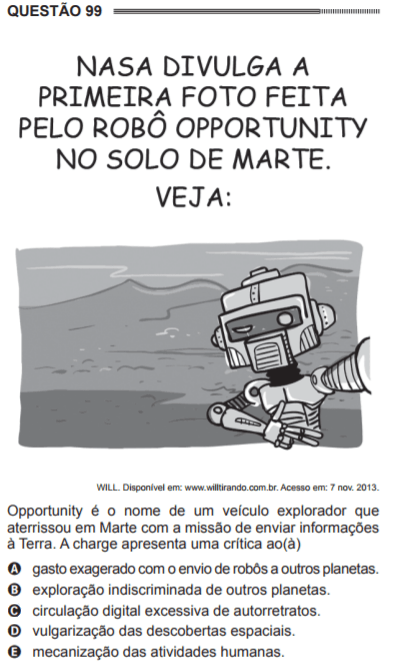 QUESTÃO 99
NASA DIVULGA A
PRIMEIRA FOTO FEITA
PELO ROBÔ OPPORTUNITY
NO SOLO DE MARTE.
VEJA:
WILL. Disponível em: www.willtirando.com.br. Acesso em: 7 nov. 2013.
Opportunity é o nome de um veículo explorador que
aterrissou em Marte com a missão de enviar informações
à Terra. A charge apresenta uma crítica ao(à)
A gasto exagerado com o envio de robôs a outros planetas.
B exploração indiscriminada de outros planetas.
C circulação digital excessiva de autorretratos.
D vulgarização das descobertas espaciais.
E mecanização das atividades humanas.